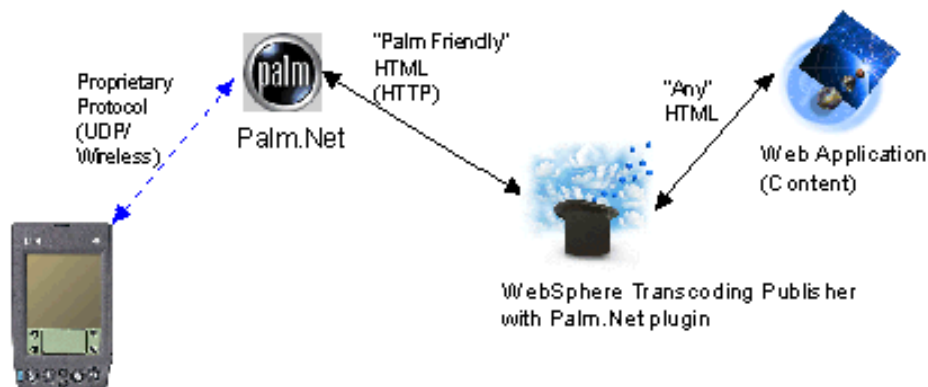 Proprietary
Protocol
(UDP/
Wireless)
palm
Palm.Net
"Palm Friendly"
HTML
(HTTP)
"Any"
HTML
Web Application
(Content)
WebSphere Transcoding Publisher
with Palm.Net plugin